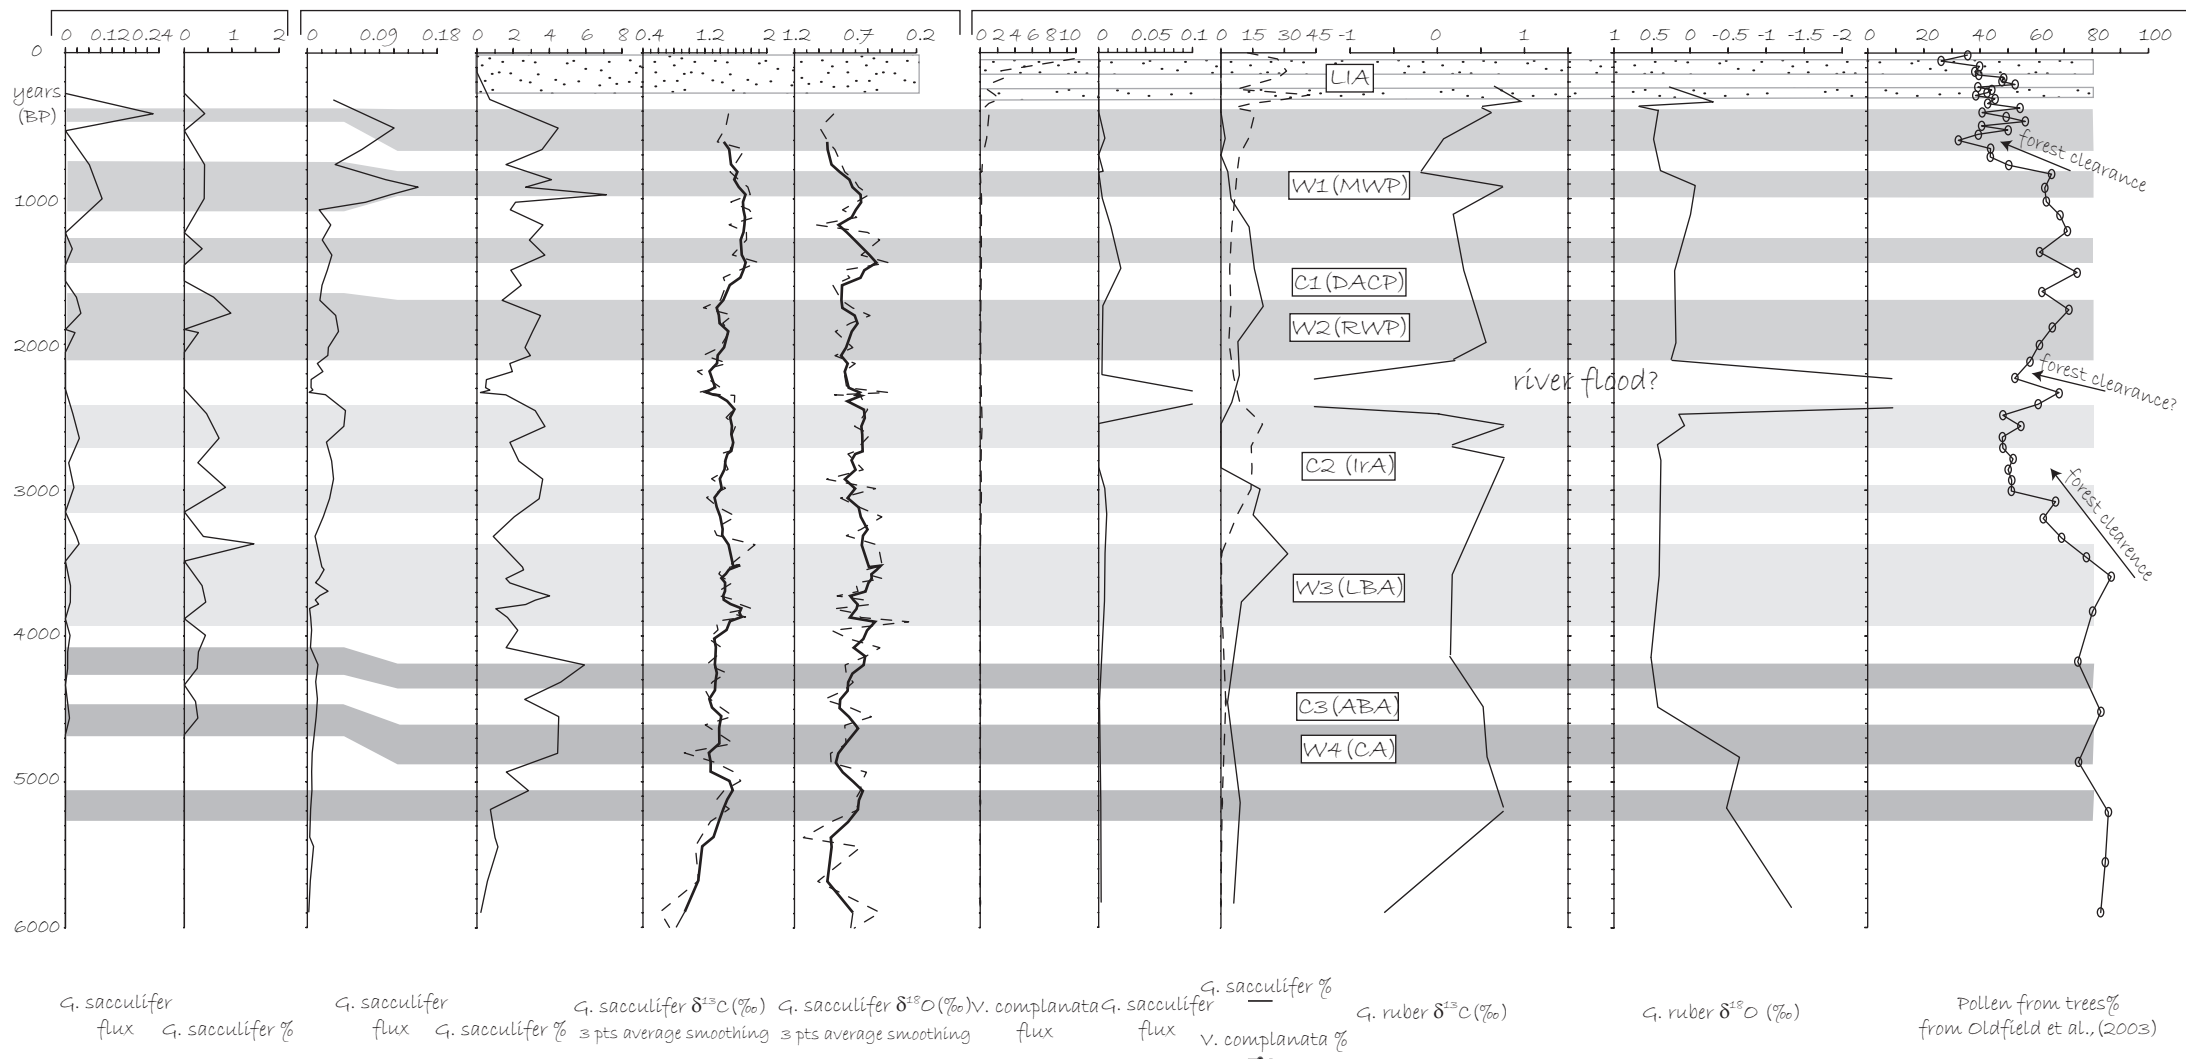 0 0.12 0.24 0 1 2 0 0.09 0.18 0 2 4 6 8 0.4 1.2 2 1.2 0.7 0.2 0 2 4 6 8 10 0 0.05 0.1 0 15 30 45 -1 0 1 1 0.5 0 -0.5 -1 -1.5 -2 0 20 40 60 80 100
0
years
(BP)
1000
2000
3000
4000
5000
6000
LIA
W1 (MWP)
C1 (DACP)
W2 (RWP)
river flood?
C2 (IrA)
W3 (LBA)
C3 (ABA)
W4 (CA)
forest clearance
forest clearance?
forest clearence
G. sacculifer
flux
G. sacculifer %
G. sacculifer
flux
G. sacculifer %
G. sacculifer δ¹³C (‰)
3 pts average smoothing
G. sacculifer δ¹⁸O (‰)
3 pts average smoothing
V. complanata
flux
G. sacculifer
flux
G. sacculifer %
V. complanata %
G. ruber δ¹³C (‰)
G. ruber δ¹⁸O (‰)
Pollen from trees%
from Oldfield et al., (2003)